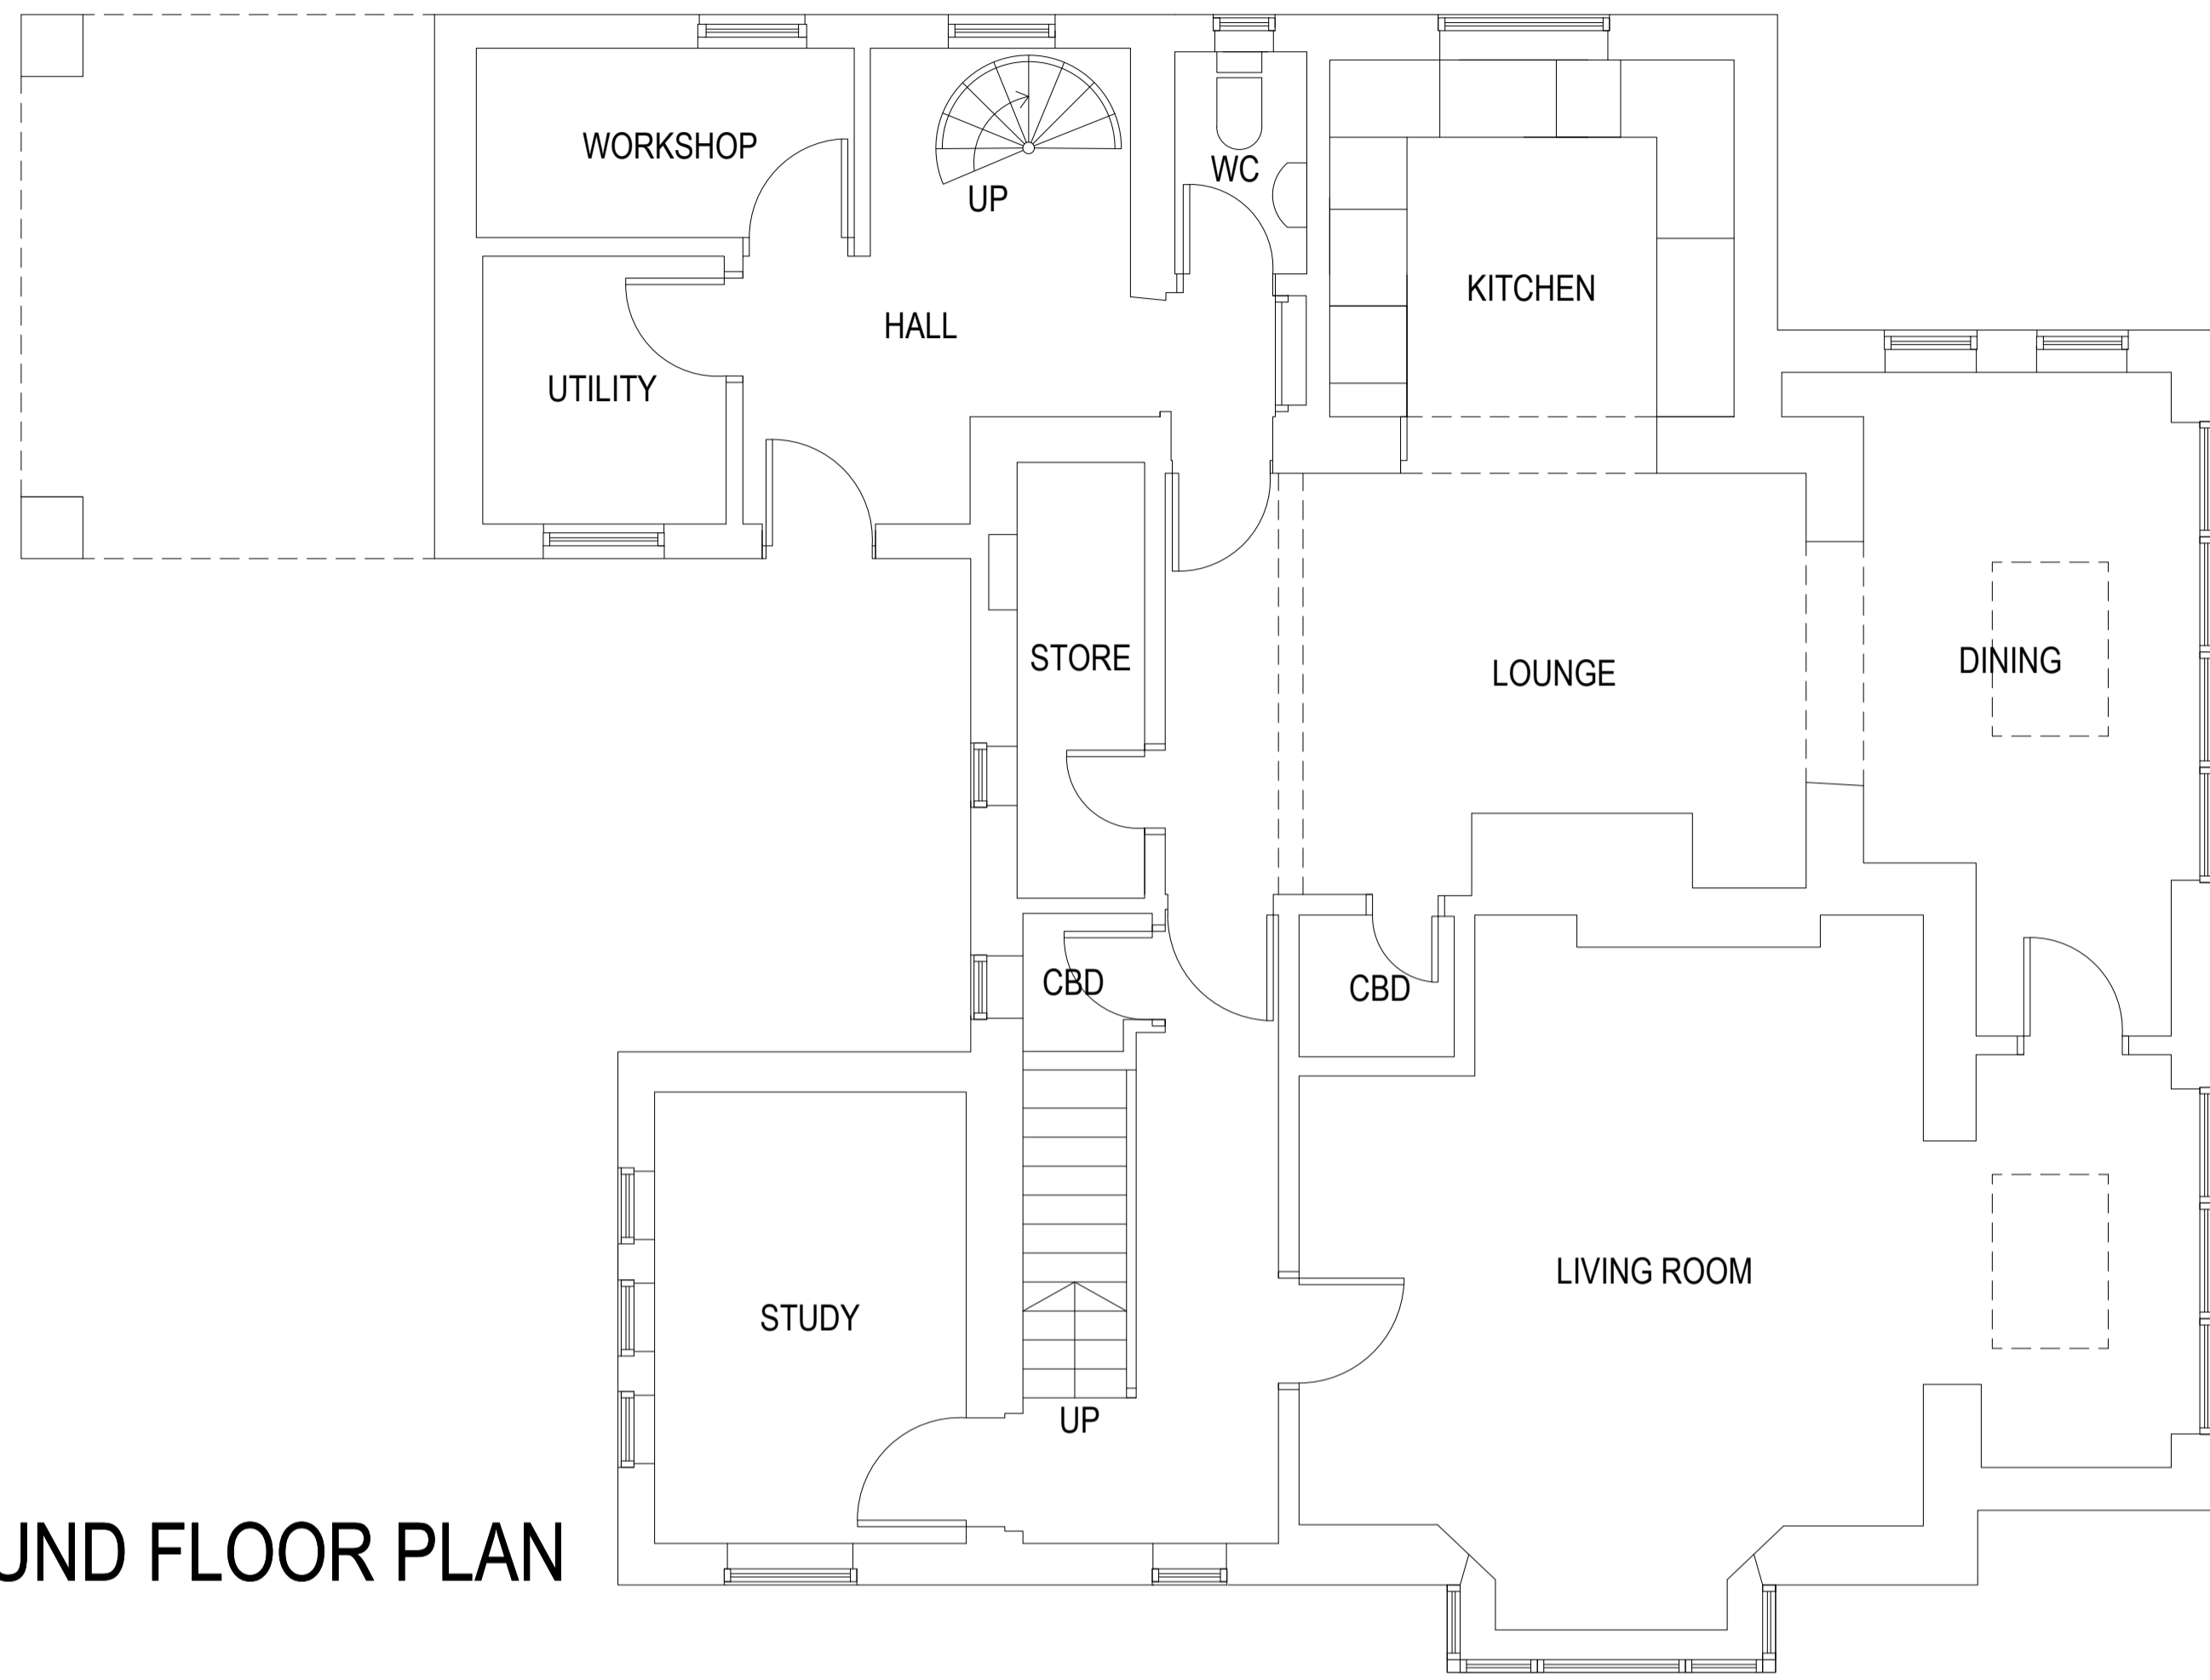 WORKSHOP
WC
UP
KITCHEN
HALL
UTILITY
STORE
LOUNGE
DINING
CBD
CBD
LIVING ROOM
STUDY
UP
UND FLOOR PLAN